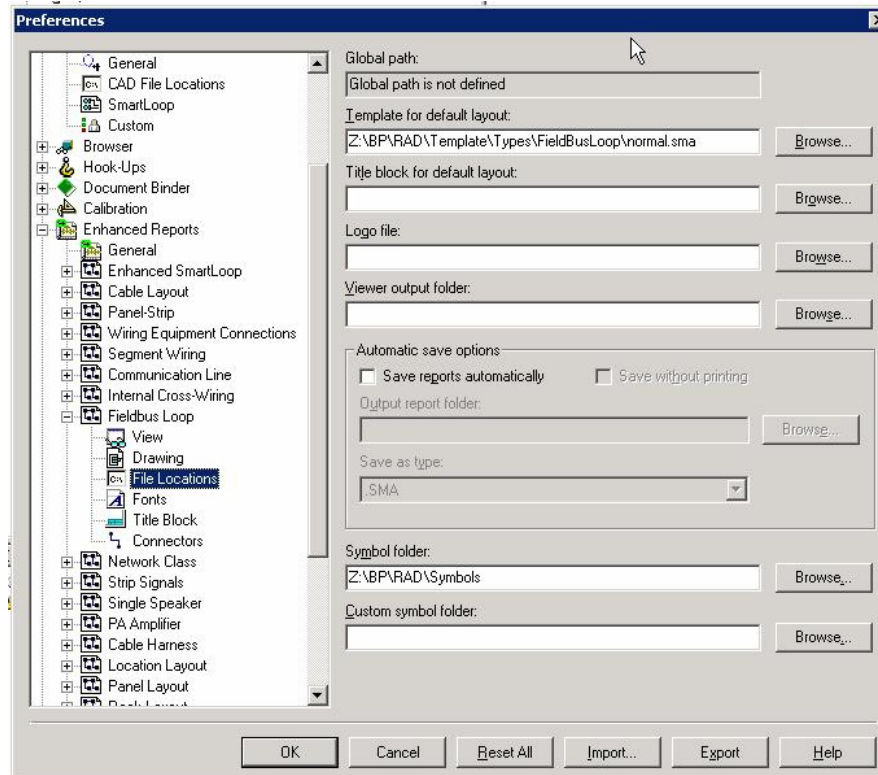 Preferences
General
CAD File Locations
SmartLoop
Custom
Browser
Hook-Ups
Document Binder
Calibration
Enhanced Reports
General
Enhanced SmartLoop
Cable Layout
Panel-Strip
Wiring Equipment Connections
Segment Wiring
Communication Line
Internal Cross-Wiring
Fieldbus Loop
View
Drawing
File Locations
Fonts
Title Block
Connectors
Network Class
Strip Signals
Single Speaker
PA Amplifier
Cable Harness
Location Layout
Panel Layout
Global path:
Global path is not defined
Template for default layout:
Z:\BP\RAD\Template\Types\FieldBusLoop\normal.sma
Browse...
Title block for default layout:
Browse...
Logo file:
Browse...
Viewer output folder:
Browse...
Automatic save options
Save reports automatically
Save without printing
Output report folder:
Browse...
Save as type:
.SMA
Symbol folder:
Z:\BP\RAD\Symbols
Browse...
Custom symbol folder:
Browse...
OK
Cancel
Reset All
Import...
Export
Help